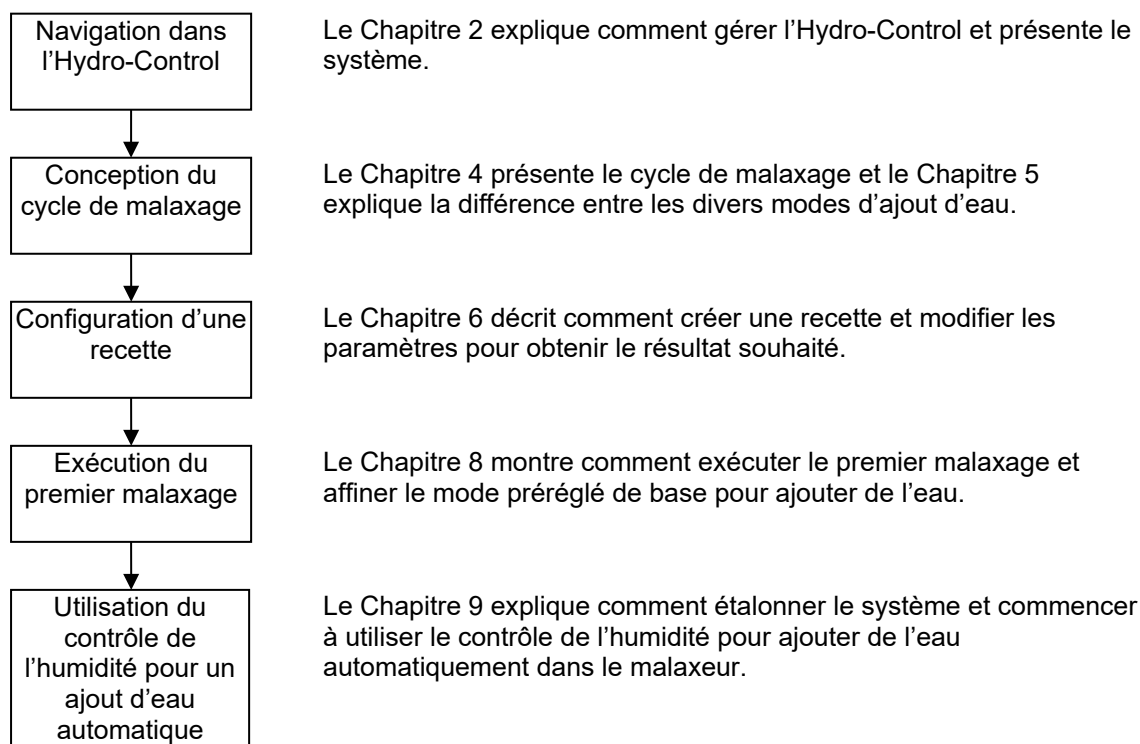 Navigation dans
l’Hydro-Control
Le Chapitre 2 explique comment gérer l’Hydro-Control et présente le
système.
Conception du
cycle de malaxage
Le Chapitre 4 présente le cycle de malaxage et le Chapitre 5
explique la différence entre les divers modes d’ajout d’eau.
Configuration d’une
recette
Le Chapitre 6 décrit comment créer une recette et modifier les
paramètres pour obtenir le résultat souhaité.
Exécution du
premier malaxage
Le Chapitre 8 montre comment exécuter le premier malaxage et
affiner le mode préréglé de base pour ajouter de l’eau.
Utilisation du
contrôle de
l’humidité pour un
ajout d’eau
automatique
Le Chapitre 9 explique comment étalonner le système et commencer
à utiliser le contrôle de l’humidité pour ajouter de l’eau
automatiquement dans le malaxeur.